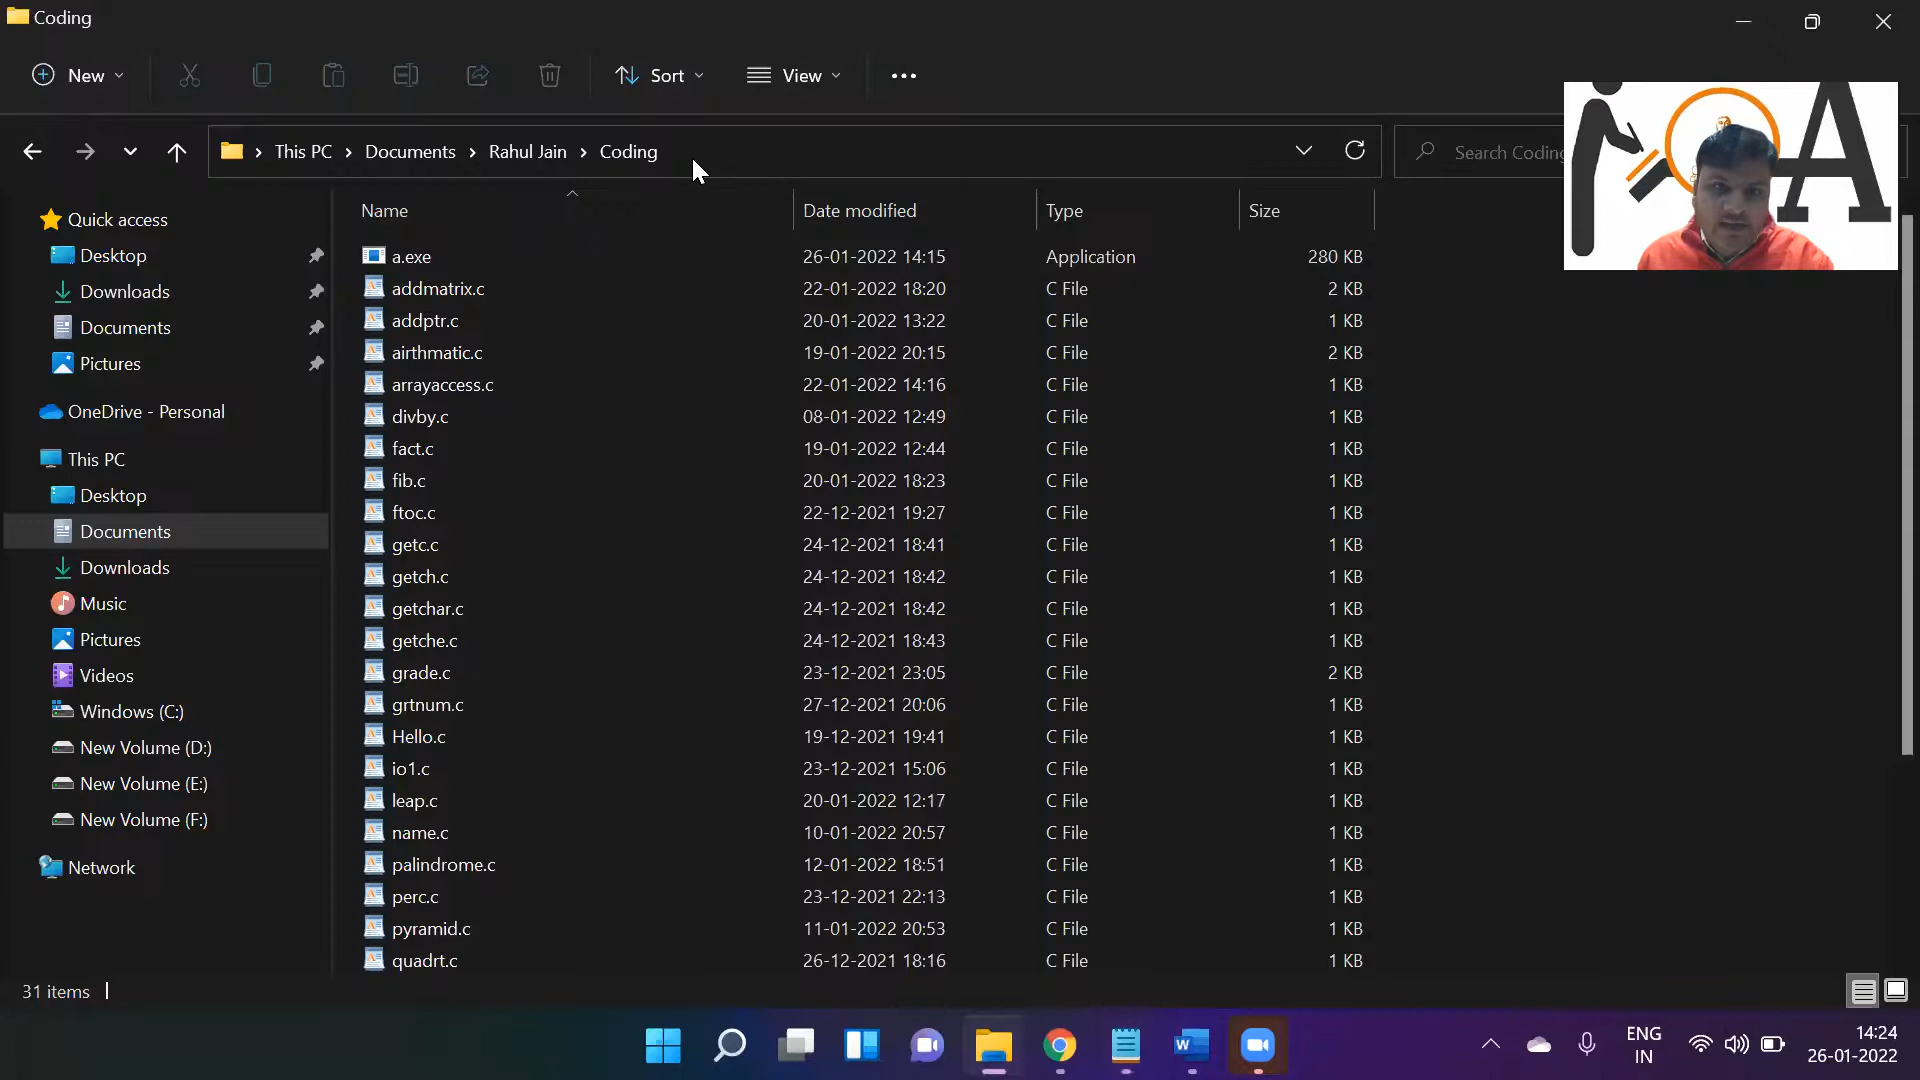 Coding
New Sort View
This PC Documents Rahul Jain Coding
Search Coding
Name Date modified Type Size
Quick access
Desktop
Downloads
Documents
Pictures
OneDrive - Personal
This PC
Desktop
Documents
Downloads
Music
Pictures
Videos
Windows (C:)
New Volume (D:)
New Volume (E:)
New Volume (F:)
Network
a.exe 26-01-2022 14:15 Application 280 KB
addmatrix.c 22-01-2022 18:20 C File 2 KB
addptr.c 20-01-2022 13:22 C File 1 KB
airthmatic.c 19-01-2022 20:15 C File 2 KB
arrayaccess.c 22-01-2022 14:16 C File 1 KB
divby.c 08-01-2022 12:49 C File 1 KB
fact.c 19-01-2022 12:44 C File 1 KB
fib.c 20-01-2022 18:23 C File 1 KB
ftoc.c 22-12-2021 19:27 C File 1 KB
getc.c 24-12-2021 18:41 C File 1 KB
getch.c 24-12-2021 18:42 C File 1 KB
getchar.c 24-12-2021 18:42 C File 1 KB
getche.c 24-12-2021 18:43 C File 1 KB
grade.c 23-12-2021 23:05 C File 2 KB
grtnum.c 27-12-2021 20:06 C File 1 KB
Hello.c 19-12-2021 19:41 C File 1 KB
io1.c 23-12-2021 15:06 C File 1 KB
leap.c 20-01-2022 12:17 C File 1 KB
name.c 10-01-2022 20:57 C File 1 KB
palindrome.c 12-01-2022 18:51 C File 1 KB
perc.c 23-12-2021 22:13 C File 1 KB
pyramid.c 11-01-2022 20:53 C File 1 KB
quadrt.c 26-12-2021 18:16 C File 1 KB
31 items
A
W
ENG
IN
14:24
26-01-2022